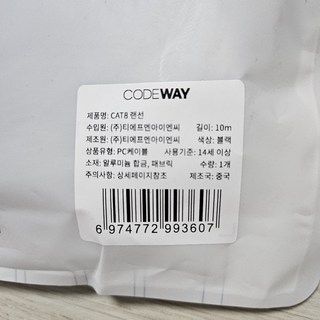 CODEWAY
제품명: CAT8 랜선
수입원: (주)티에프엔아이엔씨 길이: 10m
제조원: (주)티에프엔아이엔씨 색상: 블랙
상품유형: PC케이블 사용기준: 14세 이상
소재: 알루미늄 합금, 패브릭 수량: 1개
주의사항: 상세페이지참조 제조국: 중국
6 974772 993607